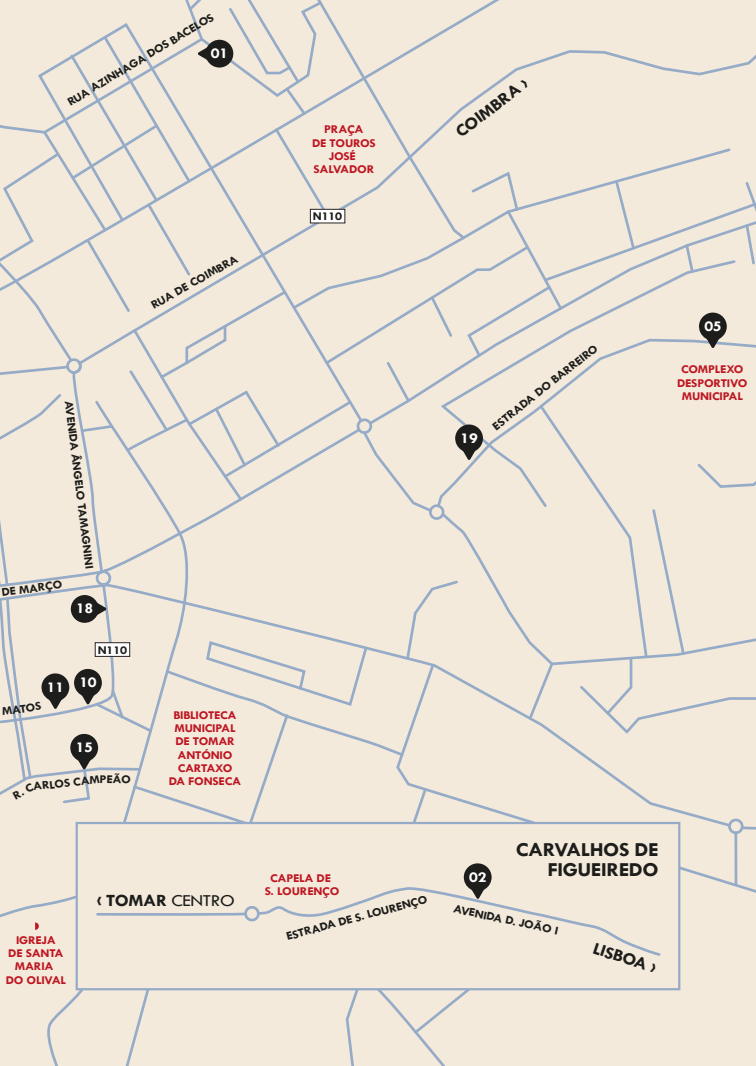 RUA AZINHAGA DOS BACELOS
01
COIMBRA ›
PRAÇA
DE TOUROS
JOSÉ
SALVADOR
N110
RUA DE COIMBRA
05
COMPLEXO
DESPORTIVO
MUNICIPAL
ESTRADA DO BARREIRO
19
AVENIDA ÂNGELO TAMAGNINI
DE MARÇO
18
N110
11
10
MATOS
15
R. CARLOS CAMPEÃO
BIBLIOTECA
MUNICIPAL
DE TOMAR
ANTÓNIO
CARTAXO
DA FONSECA
CARVALHOS DE
FIGUEIREDO
02
CAPELA DE
S. LOURENÇO
‹ TOMAR CENTRO
ESTRADA DE S. LOURENÇO
AVENIDA D. JOÃO I
LISBOA ›
IGREJA
DE SANTA
MARIA
DO OLIVAL